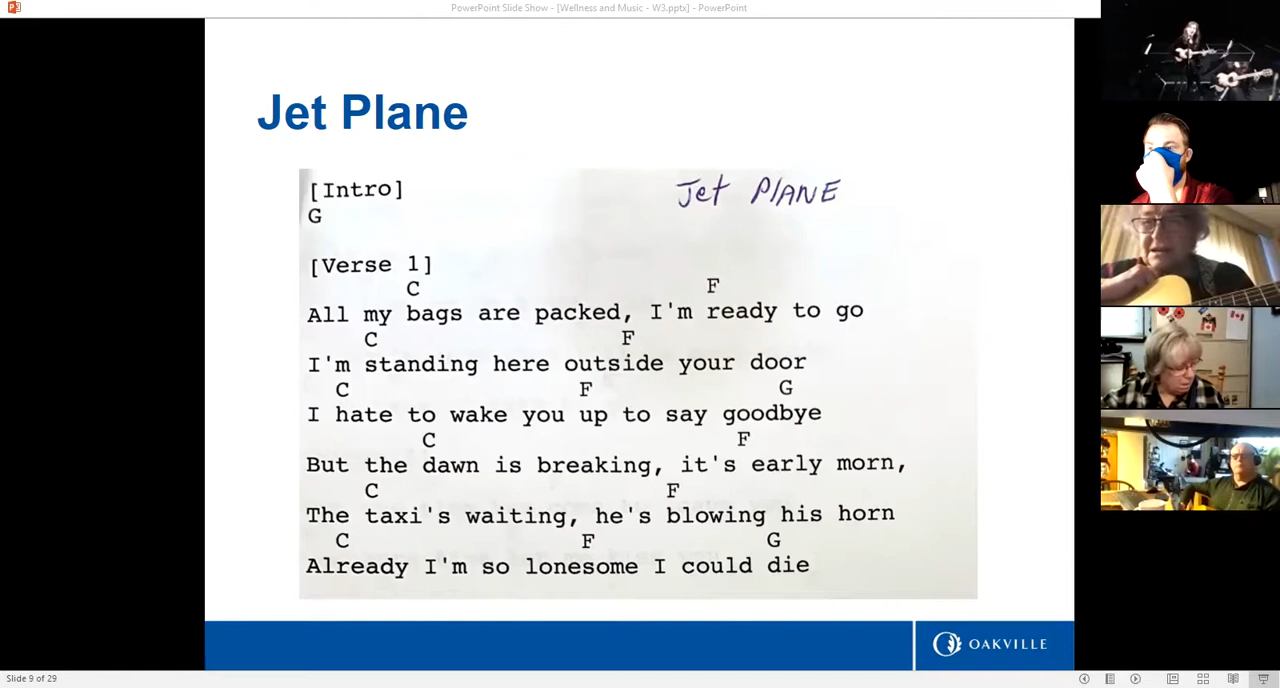 PowerPoint Slide Show - [Wellness and Music - W3.pptx] - PowerPoint
Jet Plane
[Intro]
Jet PLANE
G
[Verse 1]
C F
All my bags are packed, I'm ready to go
C F
I'm standing here outside your door
C F G
I hate to wake you up to say goodbye
C F
But the dawn is breaking, it's early morn,
C F
The taxi's waiting, he's blowing his horn
C F G
Already I'm so lonesome I could die
OAKVILLE
Slide 9 of 29